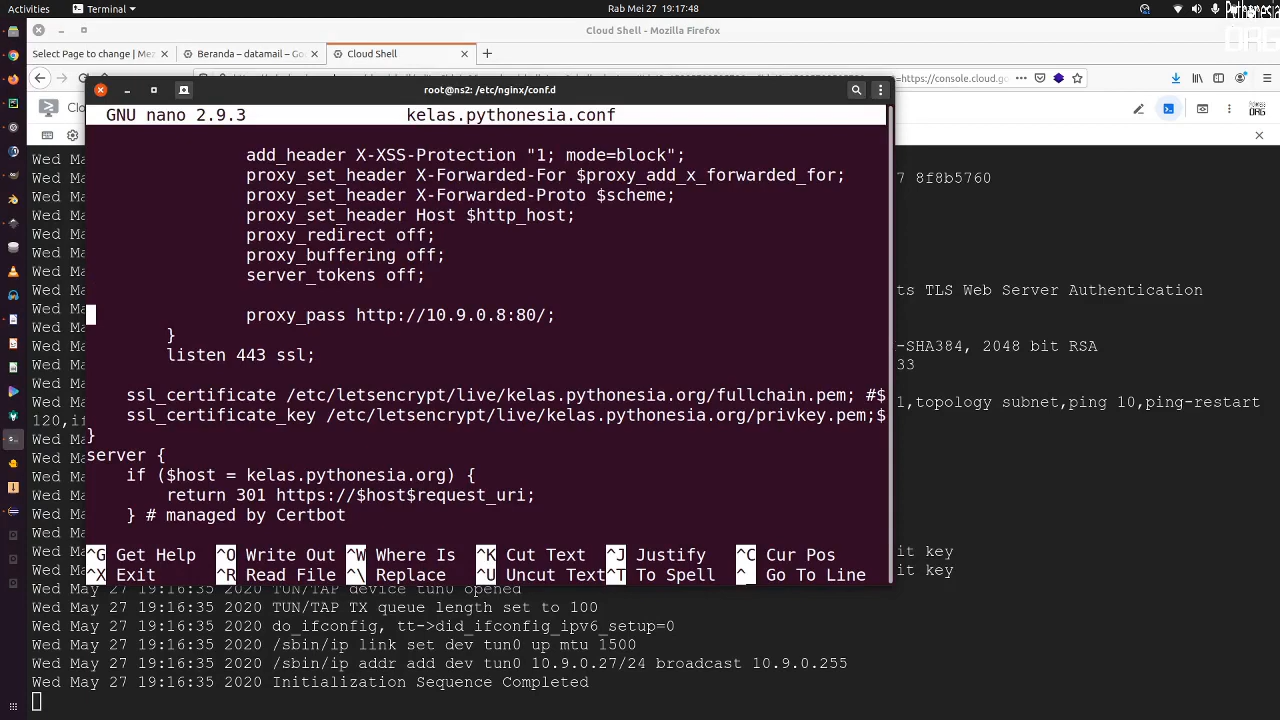 Activities
Terminal
Rab Mei 27 19:17:48
Cloud Shell - Mozilla Firefox
Select Page to change | Mez
Beranda – datamail – Goo
Cloud Shell
=https://console.cloud.go
root@ns2: /etc/nginx/conf.d
GNU nano 2.9.3
kelas.pythonesia.conf
add_header X-XSS-Protection "1; mode=block";
proxy_set_header X-Forwarded-For $proxy_add_x_forwarded_for;
proxy_set_header X-Forwarded-Proto $scheme;
proxy_set_header Host $http_host;
proxy_redirect off;
proxy_buffering off;
server_tokens off;
proxy_pass http://10.9.0.8:80/;
}
listen 443 ssl;
ssl_certificate /etc/letsencrypt/live/kelas.pythonesia.org/fullchain.pem; #$
ssl_certificate_key /etc/letsencrypt/live/kelas.pythonesia.org/privkey.pem;$
}
server {
if ($host = kelas.pythonesia.org) {
return 301 https://$host$request_uri;
} # managed by Certbot
^G Get Help ^O Write Out ^W Where Is ^K Cut Text ^J Justify ^C Cur Pos
^X Exit ^R Read File ^\ Replace ^U Uncut Text ^T To Spell ^_ Go To Line
7 8f8b5760
ts TLS Web Server Authentication
-SHA384, 2048 bit RSA
33
1,topology subnet,ping 10,ping-restart
120,if
it key
it key
Wed May 27 19:16:35 2020 TUN/TAP device tun0 opened
Wed May 27 19:16:35 2020 TUN/TAP TX queue length set to 100
Wed May 27 19:16:35 2020 do_ifconfig, tt->did_ifconfig_ipv6_setup=0
Wed May 27 19:16:35 2020 /sbin/ip link set dev tun0 up mtu 1500
Wed May 27 19:16:35 2020 /sbin/ip addr add dev tun0 10.9.0.27/24 broadcast 10.9.0.255
Wed May 27 19:16:35 2020 Initialization Sequence Completed